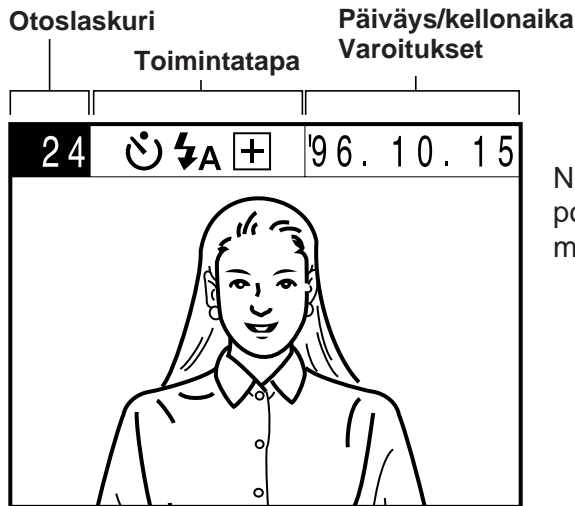 Otoslaskuri
Toimintatapa
Päiväys/kellonaika
Varoitukset
24 A '96. 10. 15